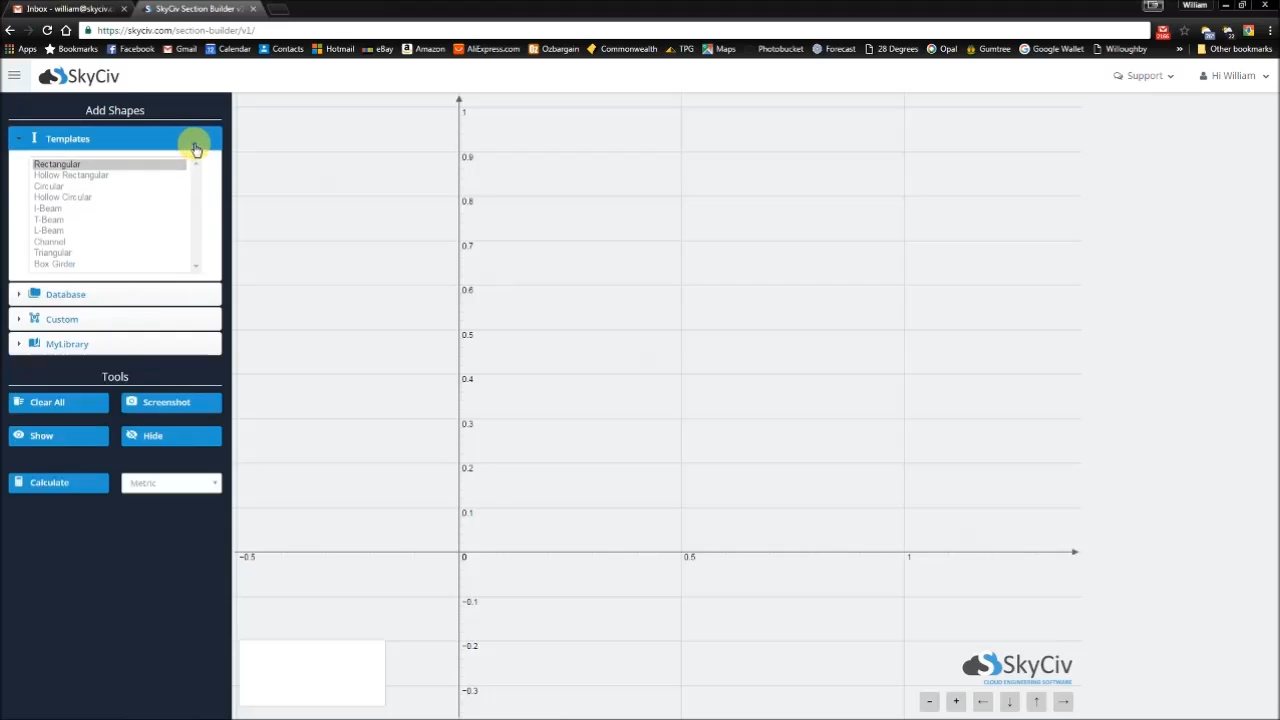 Inbox - william@skyciv.c
SkyCiv Section Builder v1
William
https://skyciv.com/section-builder/v1/
Apps
Bookmarks
Facebook
Gmail
Calendar
Contacts
Hotmail
eBay
Amazon
AliExpress.com
Ozbargain
Commonwealth
TPG
Maps
Photobucket
Forecast
28 Degrees
Opal
Gumtree
Google Wallet
Willoughby
Other bookmarks
SkyCiv
Support
Hi William
Add Shapes
Templates
Rectangular
Hollow Rectangular
Circular
Hollow Circular
I-Beam
T-Beam
L-Beam
Channel
Triangular
Box Girder
Database
Custom
MyLibrary
Tools
Clear All
Screenshot
Show
Hide
Calculate
Metric
1
0.9
0.8
0.7
0.6
0.5
0.4
0.3
0.2
0.1
-0.5
0
0.5
1
-0.1
-0.2
-0.3
SkyCiv
CLOUD ENGINEERING SOFTWARE
- + ← ↓ ↑ →